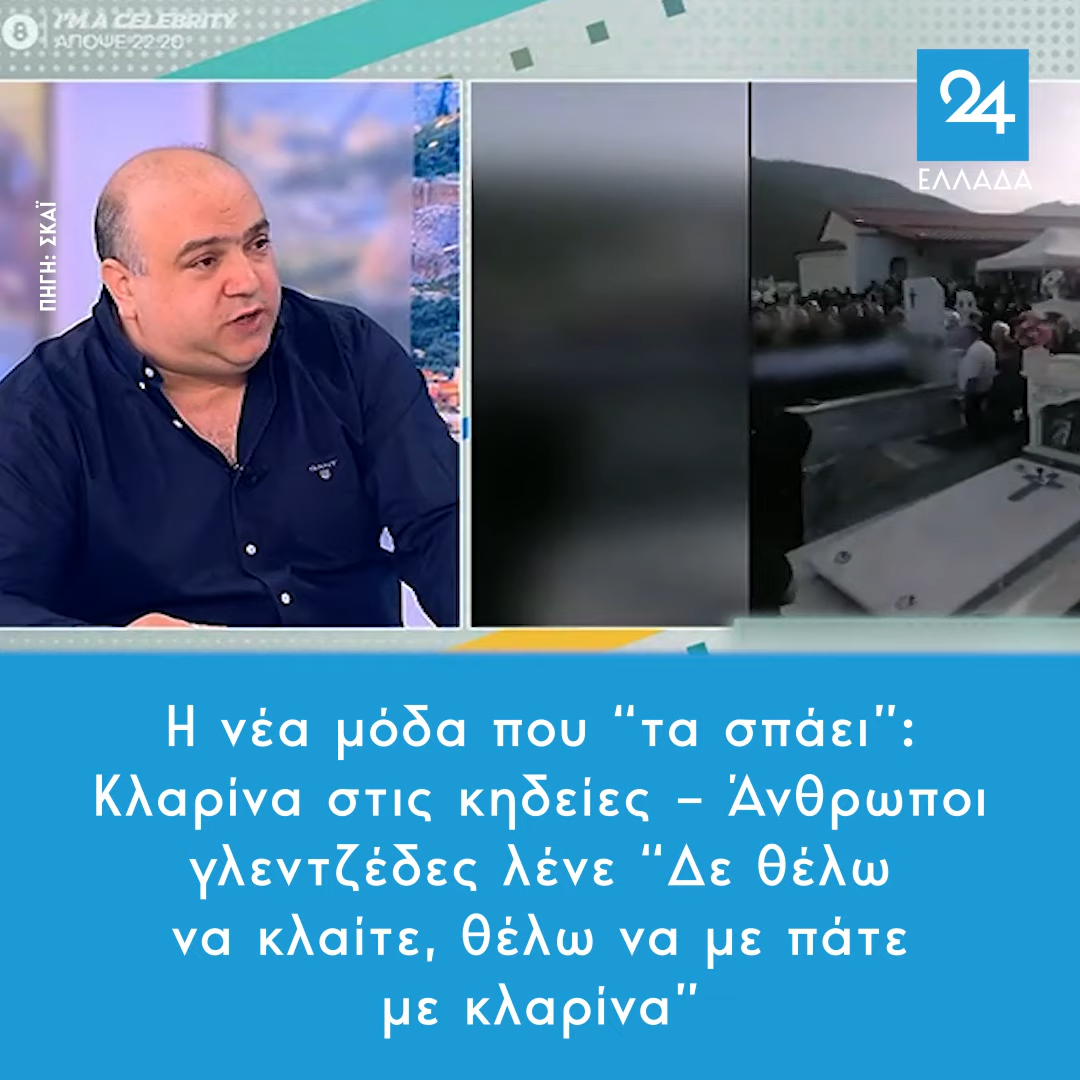 8
I'M A CELEBRITY
ΑΠΟΨΕ 22:20
24
ΕΛΛΑΔΑ
ΠΗΓΗ: ΣΚΑΪ
GANT
Η νέα μόδα που “τα σπάει”:
Κλαρίνα στις κηδείες – Άνθρωποι
γλεντζέδες λένε “Δε θέλω
να κλαίτε, θέλω να με πάτε
με κλαρίνα”